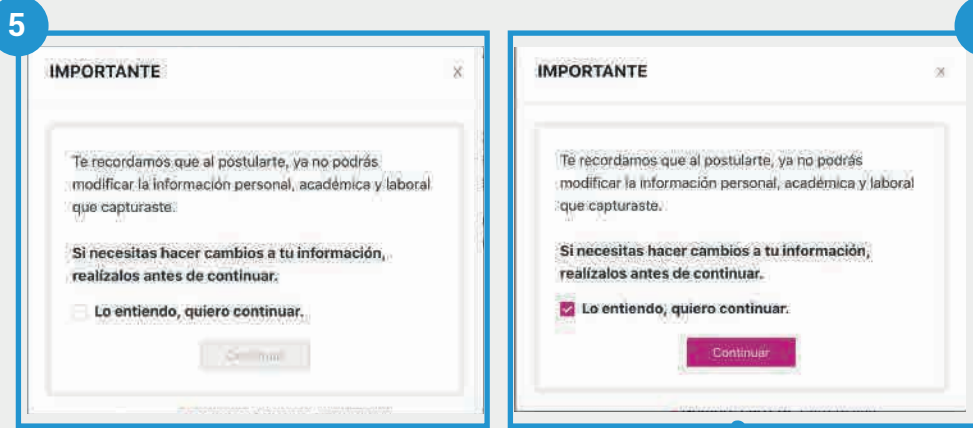 5
IMPORTANTE
X
Te recordamos que al postularte, ya no podrás
modificar la información personal, académica y laboral
que capturaste.
Si necesitas hacer cambios a tu información,
realízalos antes de continuar.
Lo entiendo, quiero continuar.
Continuar
IMPORTANTE
X
Te recordamos que al postularte, ya no podrás
modificar la información personal, académica y laboral
que capturaste.
Si necesitas hacer cambios a tu información,
realízalos antes de continuar.
Lo entiendo, quiero continuar.
Continuar